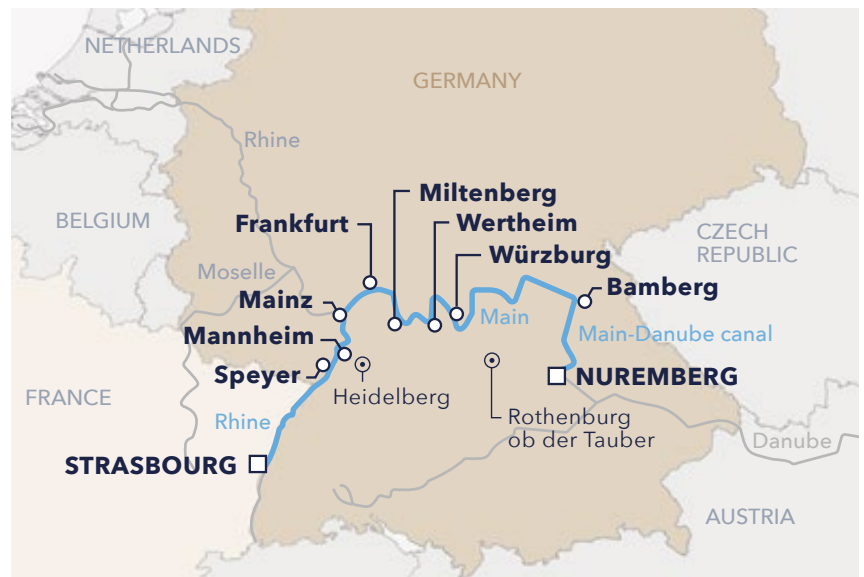 NETHERLANDS
GERMANY
Rhine
BELGIUM
Miltenberg
Frankfurt
Wertheim
CZECH
REPUBLIC
Würzburg
Moselle
Bamberg
Mainz
Main
Mannheim
Main-Danube canal
Speyer
NUREMBERG
Heidelberg
FRANCE
Rhine
Rothenburg
ob der Tauber
Danube
STRASBOURG
AUSTRIA